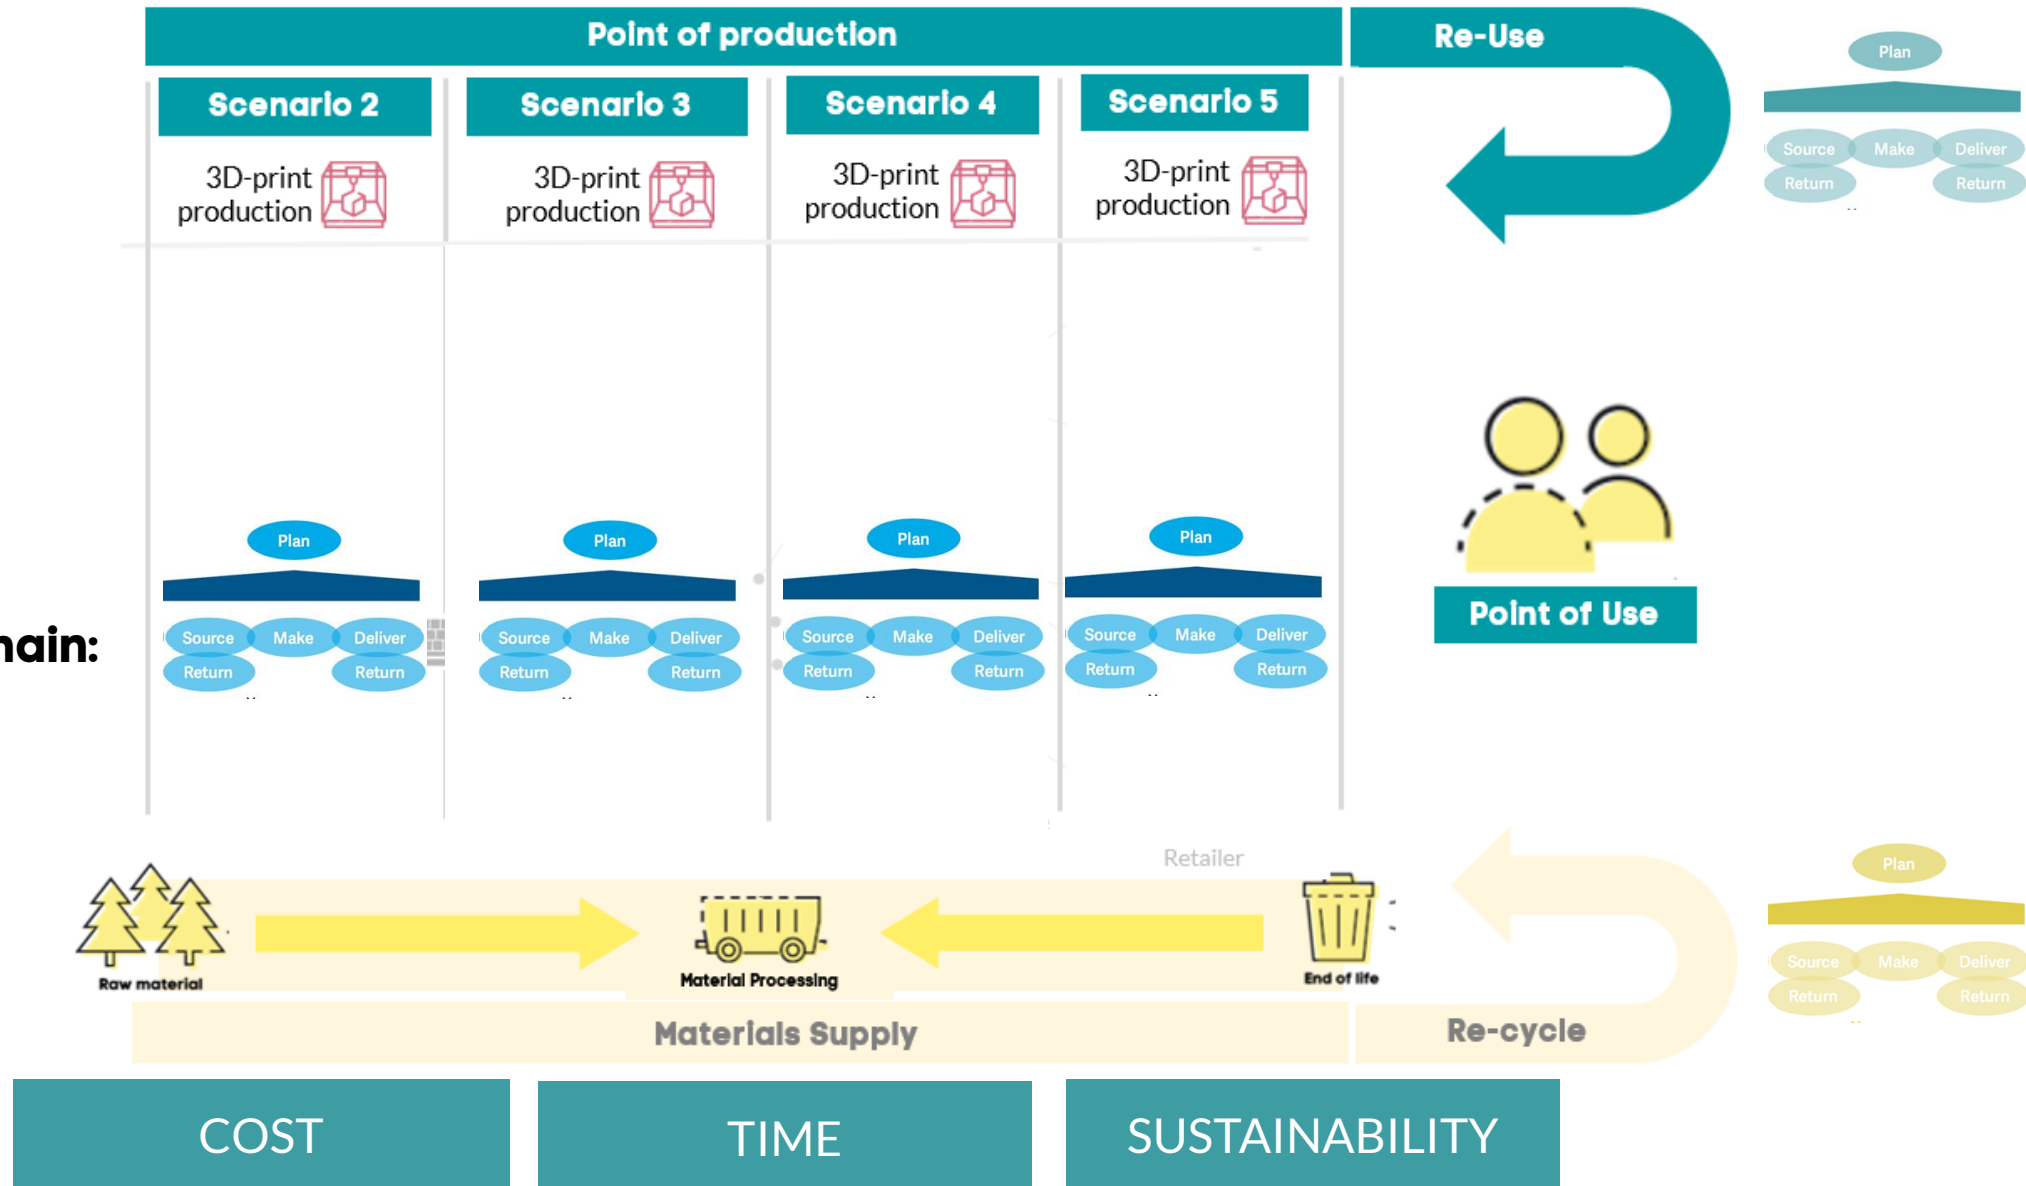 Point of production
Re-Use
Scenario 2
Scenario 3
Scenario 4
Scenario 5
3D-print
production
3D-print
production
3D-print
production
3D-print
production
Plan
Source Make Deliver
Return Return
Plan
Source Make Deliver
Return Return
Plan
Source Make Deliver
Return Return
Plan
Source Make Deliver
Return Return
Plan
Source Make Deliver
Return Return
Point of Use
nain:
Retailer
Raw material
Material Processing
End of life
Materials Supply
Re-cycle
Plan
Source Make Deliver
Return Return
COST
TIME
SUSTAINABILITY